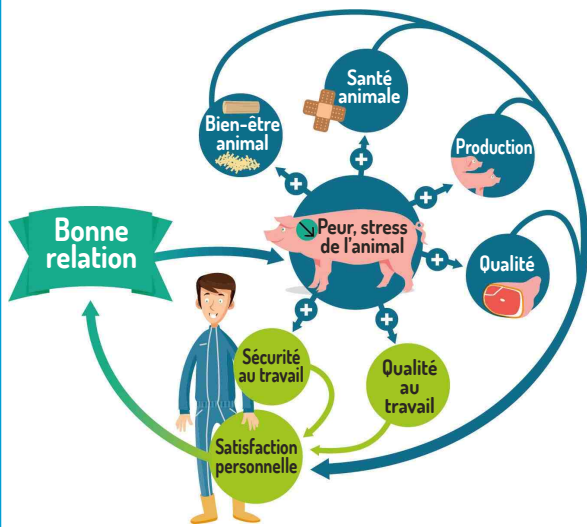 Santé
animale
Bien-être
animal
Production
Bonne
relation
Peur, stress
de l'animal
Qualité
Sécurité
au travail
Qualité
au
travail
Satisfaction
personnelle